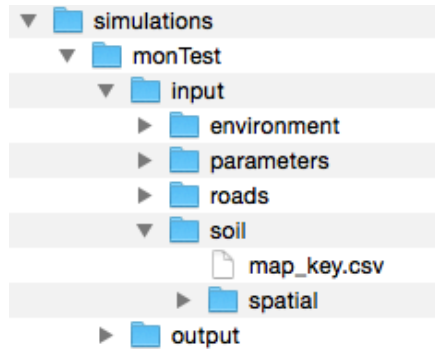 simulations
monTest
input
environment
parameters
roads
soil
map_key.csv
spatial
output